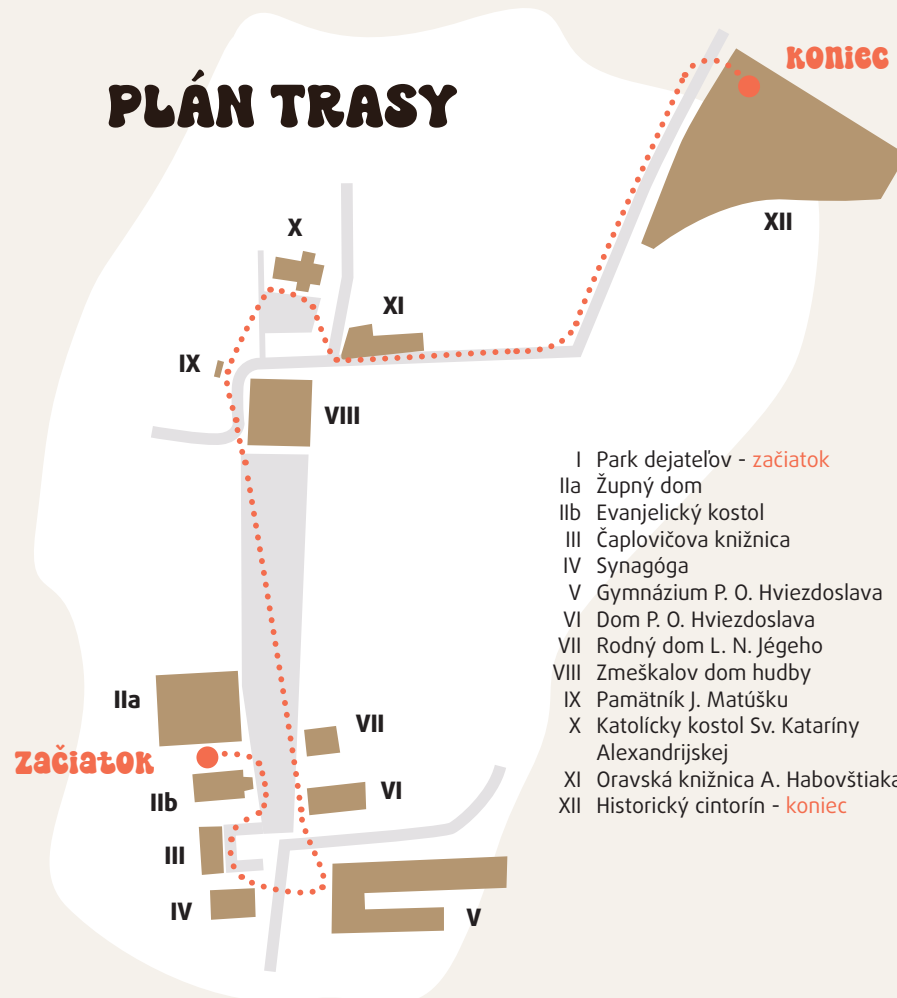 PLÁN TRASY
koniec
XII
X
XI
IX
VIII
I Park dejateľov - začiatok
IIa Župný dom
IIb Evanjelický kostol
III Čaplovičova knižnica
IV Synagóga
V Gymnázium P. O. Hviezdoslava
VI Dom P. O. Hviezdoslava
VII Rodný dom L. N. Jégeho
VIII Zmeškalov dom hudby
IX Pamätník J. Matúšku
X Katolícky kostol Sv. Kataríny
Alexandrijskej
XI Oravská knižnica A. Habovštiaka
XII Historický cintorín - koniec
IIa
VII
začiatok
IIb
VI
III
IV
V